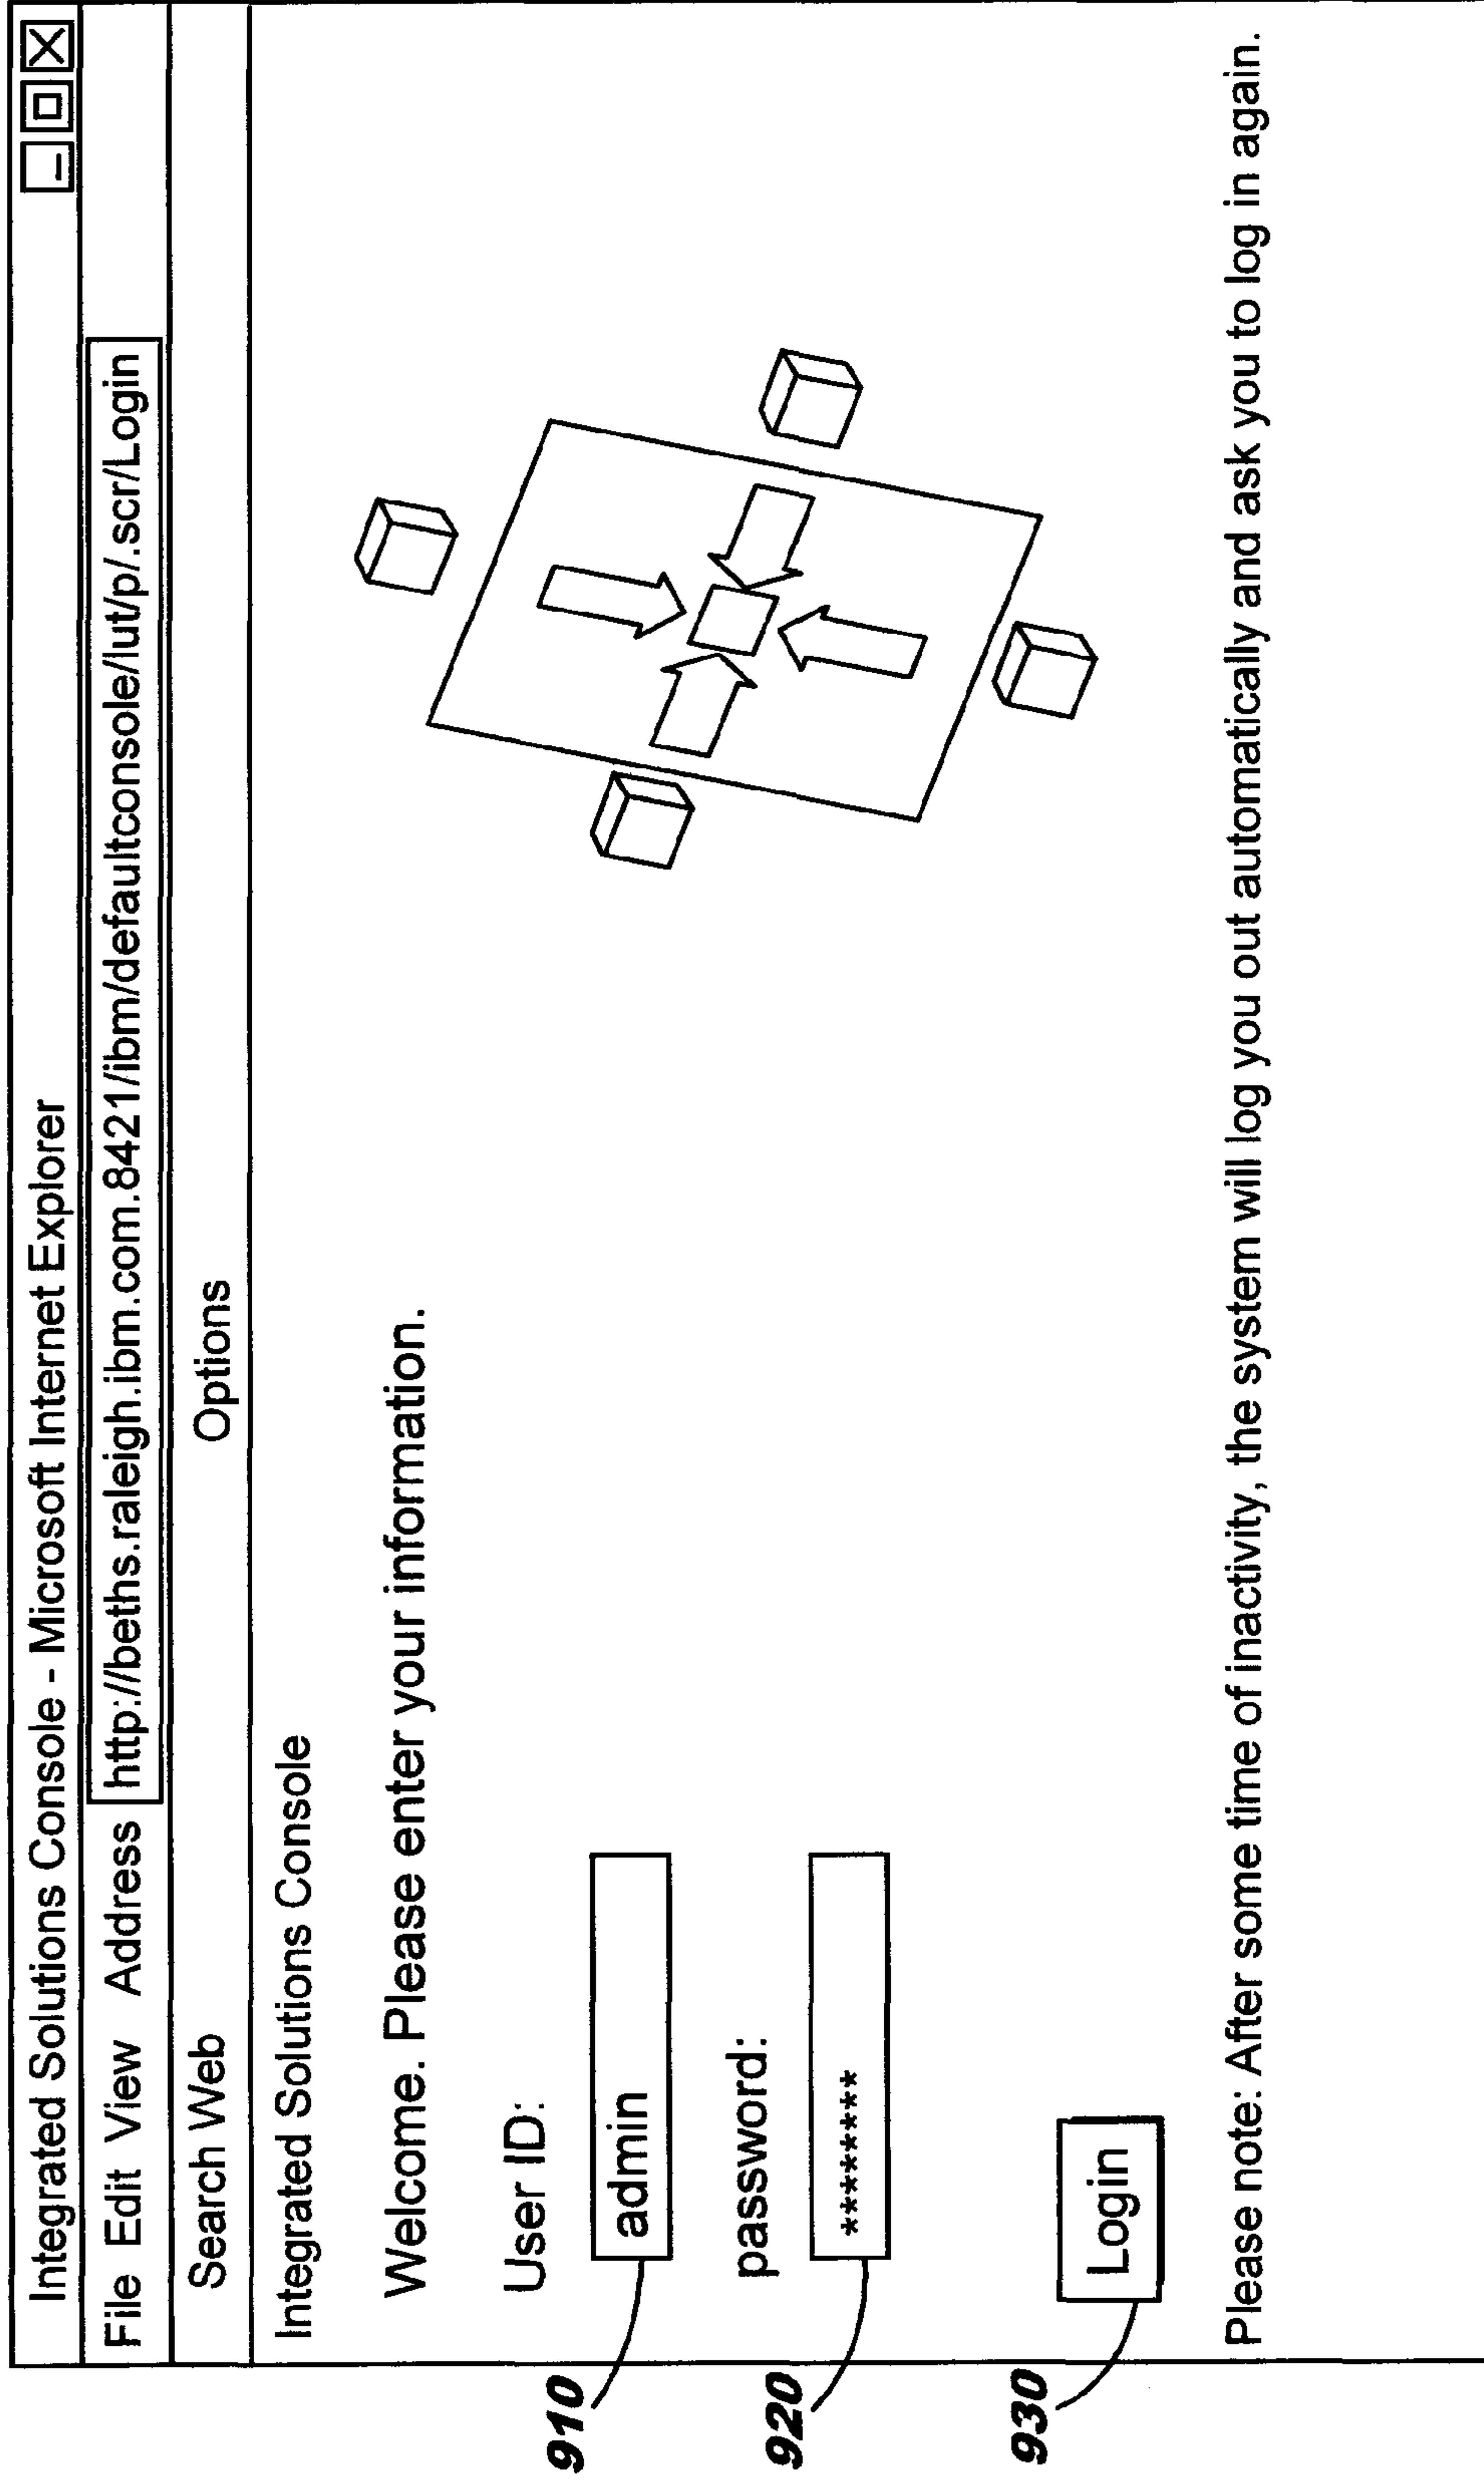 Integrated Solutions Console - Microsoft Internet Explorer
File Edit View Address http://beths.raleigh.ibm.com.8421/ibm/defaultconsole/lut/p/.scr/Login
Search Web Options
Integrated Solutions Console
Welcome. Please enter your information.
User ID:
910 admin
password:
920 ********
930 Login
Please note: After some time of inactivity, the system will log you out automatically and ask you to log in again.